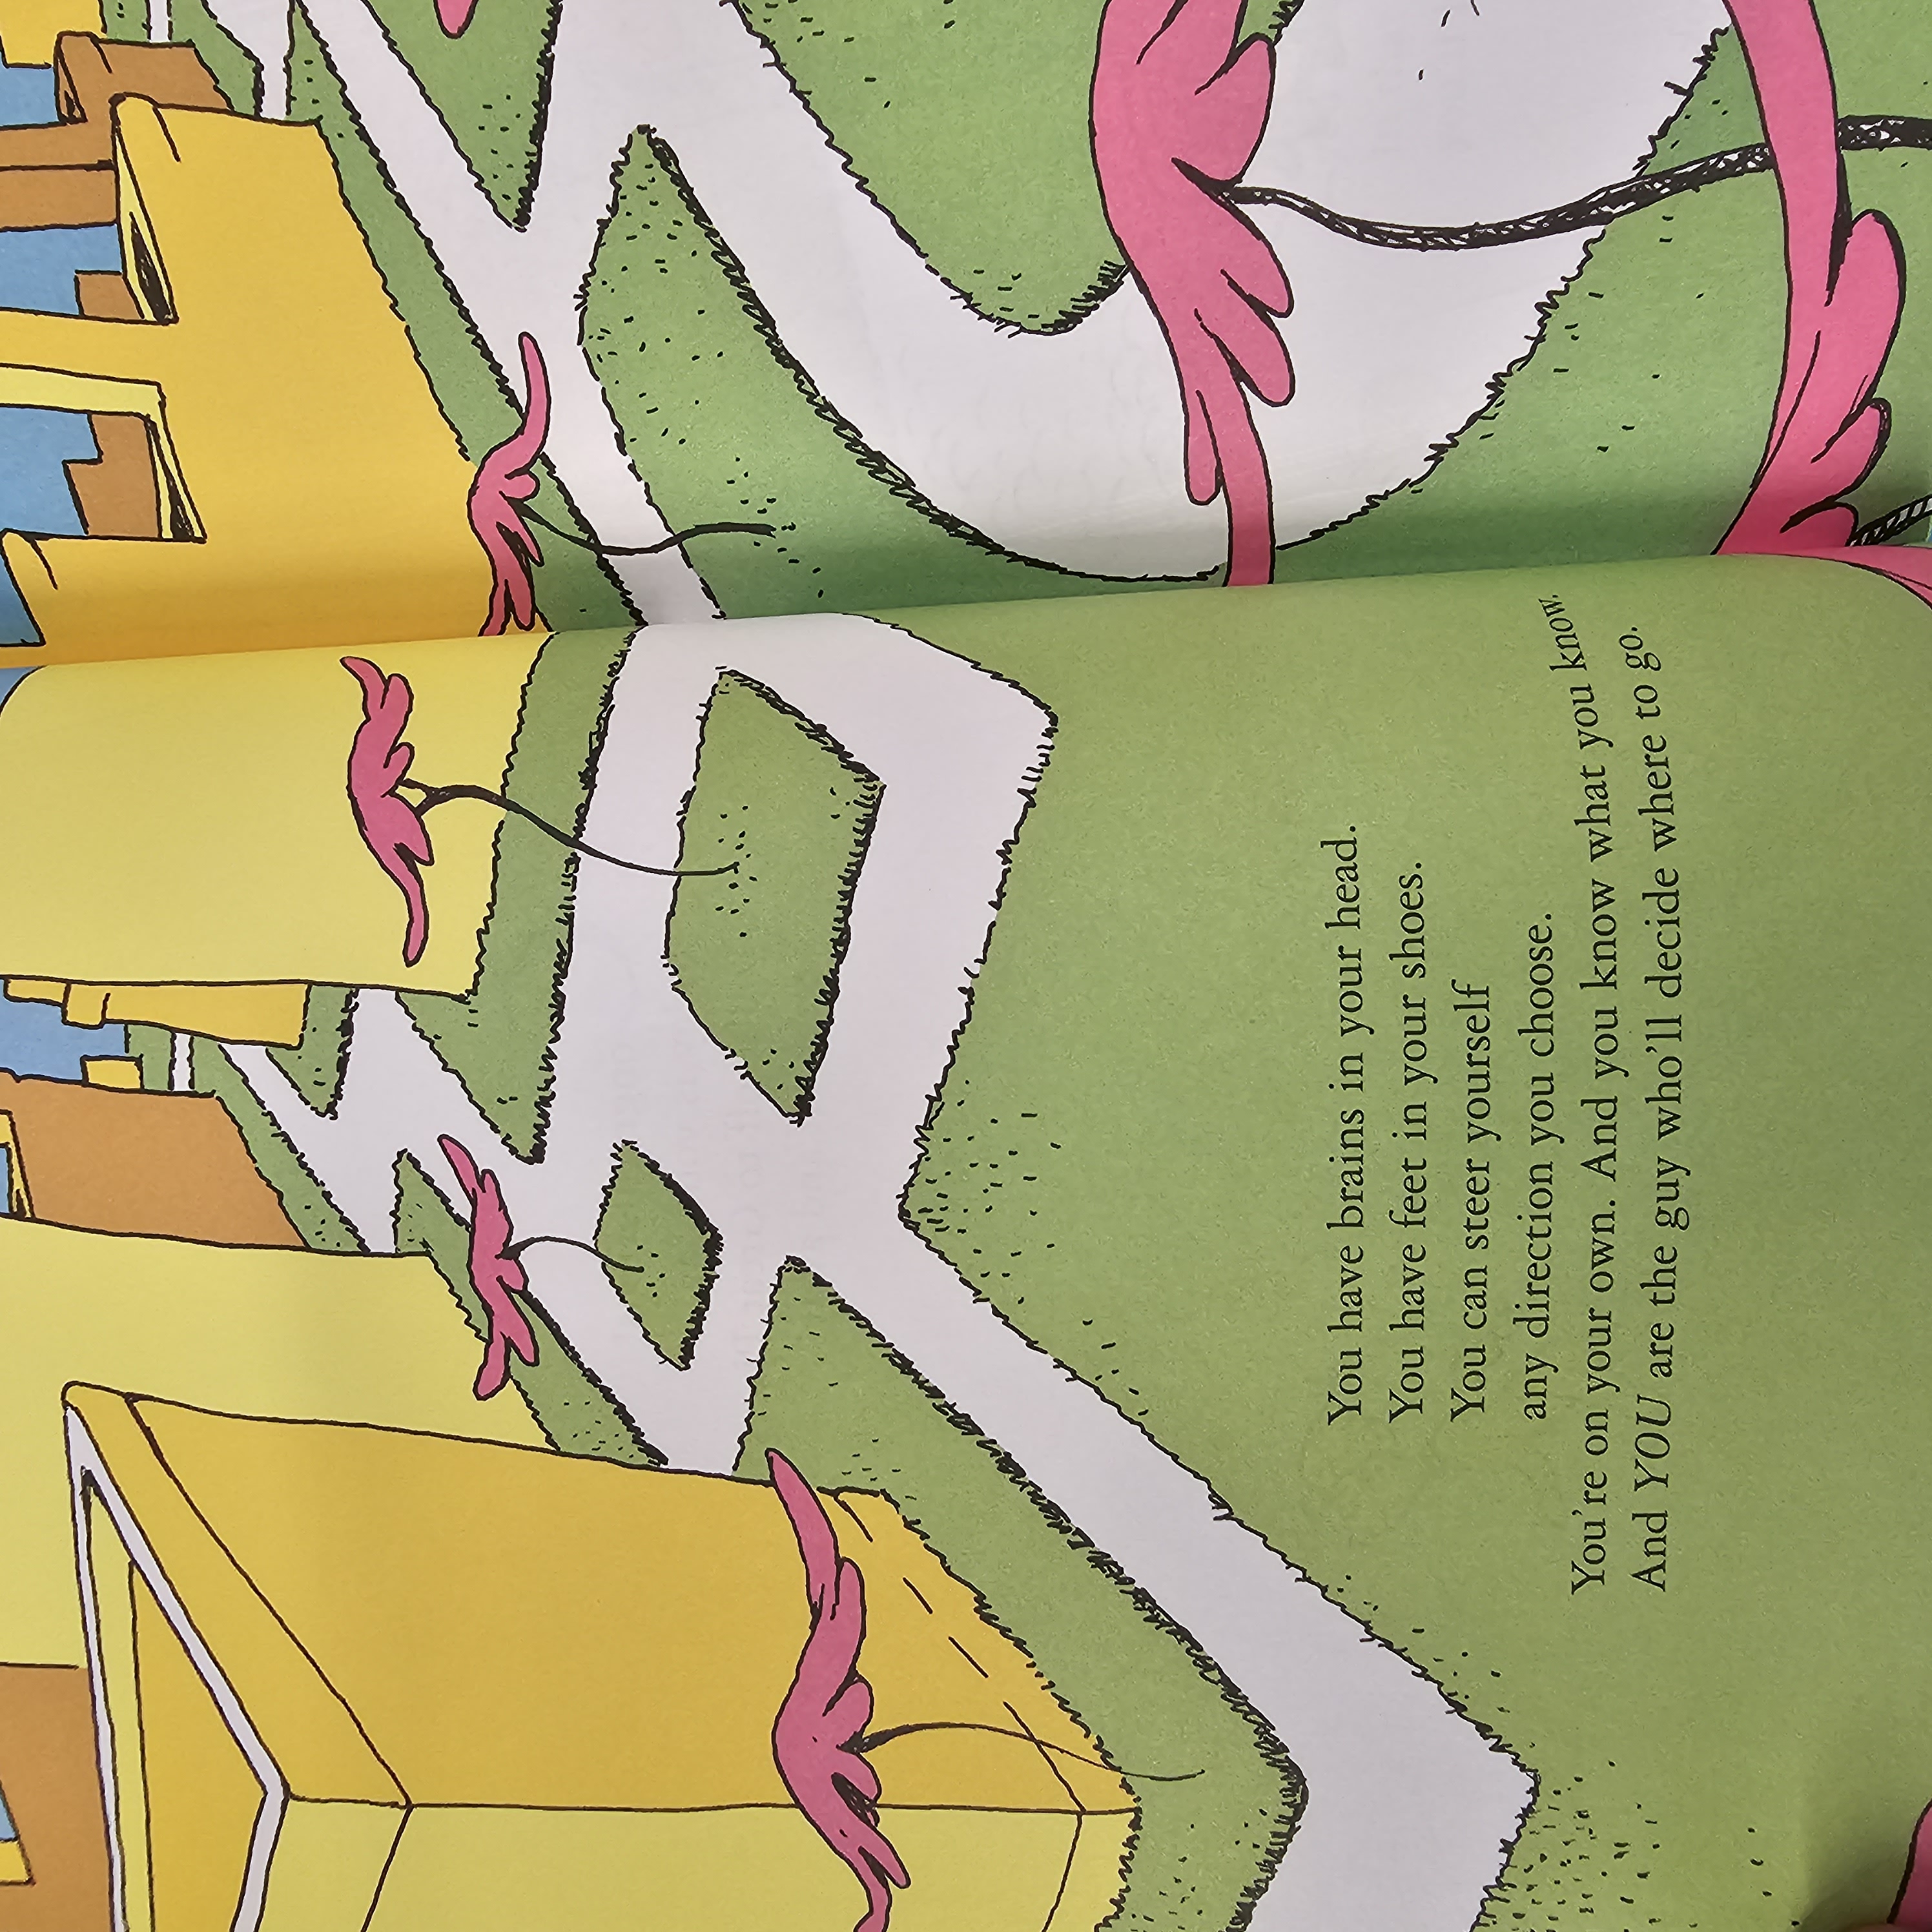 You have brains in your head.
You have feet in your shoes.
You can steer yourself
any direction you choose.
You're on your own. And you know what you know.
And YOU are the guy who'll decide where to go.